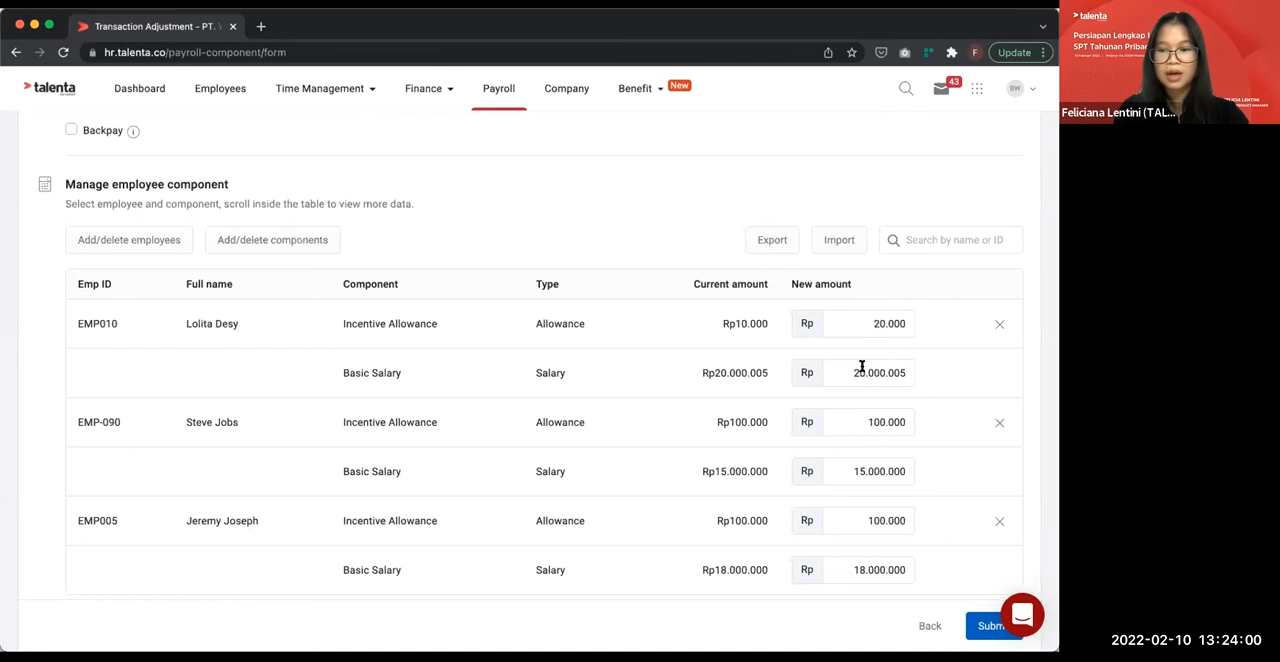 Transaction Adjustment - PT.
hr.talenta.co/payroll-component/form
F
Update
talenta
Dashboard
Employees
Time Management
Finance
Payroll
Company
Benefit
New
43
BW
Backpay
Manage employee component
Select employee and component, scroll inside the table to view more data.
Add/delete employees
Add/delete components
Export
Import
Search by name or ID
Emp ID Full name Component Type Current amount New amount
EMP010 Lolita Desy Incentive Allowance Allowance Rp10.000 Rp 20.000
Basic Salary Salary Rp20.000.005 Rp 20.000.005
EMP-090 Steve Jobs Incentive Allowance Allowance Rp100.000 Rp 100.000
Basic Salary Salary Rp15.000.000 Rp 15.000.000
EMP005 Jeremy Joseph Incentive Allowance Allowance Rp100.000 Rp 100.000
Basic Salary Salary Rp18.000.000 Rp 18.000.000
Back
Subm
talenta
Persiapan Lengkap
SPT Tahunan Priba
Feliciana Lentini (TAL...
2022-02-10 13:24:00